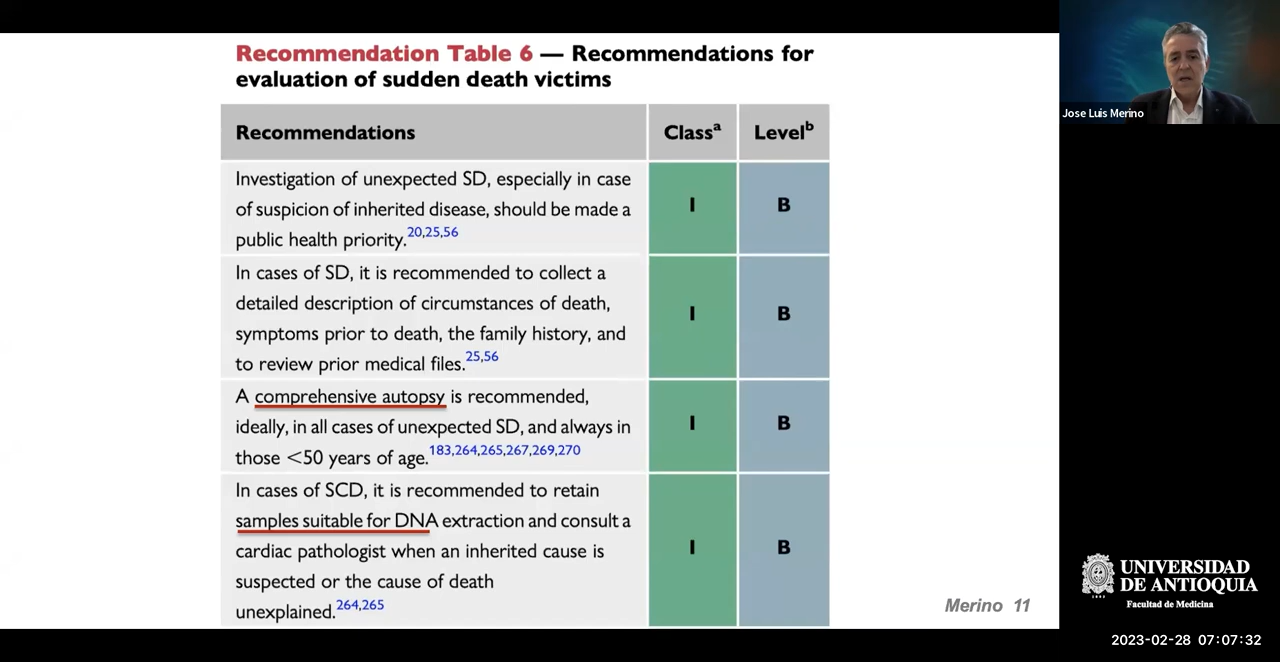 Recommendation Table 6 — Recommendations for
evaluation of sudden death victims
Recommendations
Classᵃ
Levelᵇ
Investigation of unexpected SD, especially in case
of suspicion of inherited disease, should be made a
public health priority.20,25,56
I
B
In cases of SD, it is recommended to collect a
detailed description of circumstances of death,
symptoms prior to death, the family history, and
to review prior medical files.25,56
I
B
A comprehensive autopsy is recommended,
ideally, in all cases of unexpected SD, and always in
those <50 years of age.183,264,265,267,269,270
I
B
In cases of SCD, it is recommended to retain
samples suitable for DNA extraction and consult a
cardiac pathologist when an inherited cause is
suspected or the cause of death
unexplained.264,265
I
B
Merino 11
Jose Luis Merino
UNIVERSIDAD
DE ANTIOQUIA
Facultad de Medicina
2023-02-28 07:07:32